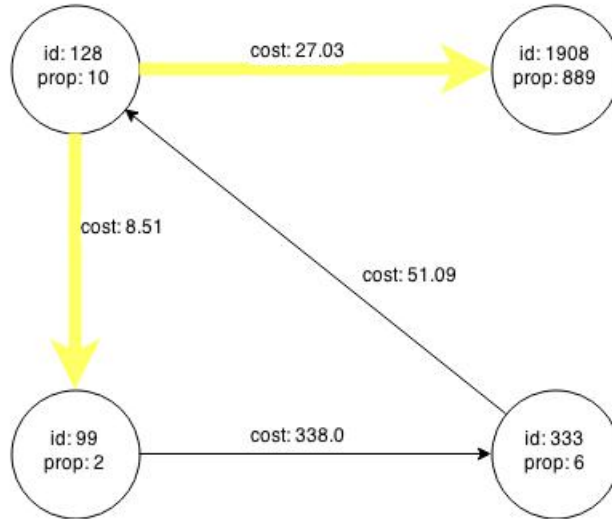 id: 128
prop: 10
cost: 27.03
id: 1908
prop: 889
cost: 8.51
cost: 51.09
id: 99
prop: 2
cost: 338.0
id: 333
prop: 6